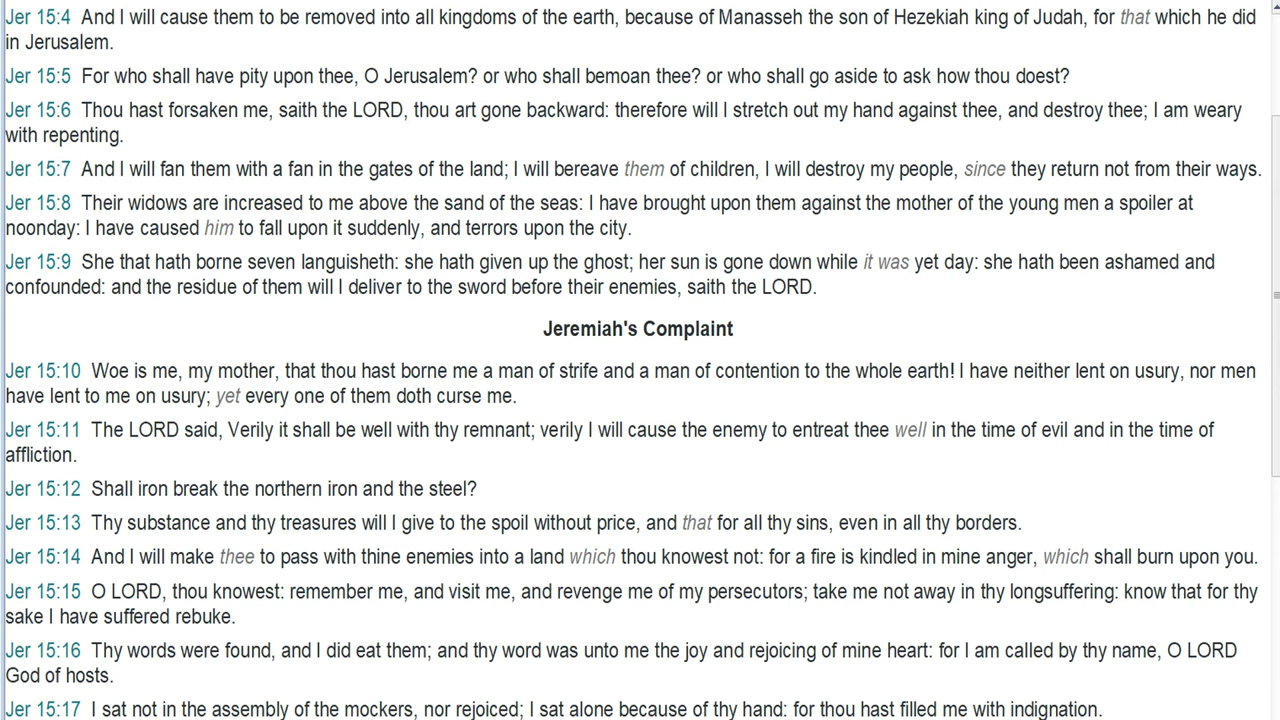 Jer 15:4 And I will cause them to be removed into all kingdoms of the earth, because of Manasseh the son of Hezekiah king of Judah, for that which he did
in Jerusalem.
Jer 15:5 For who shall have pity upon thee, O Jerusalem? or who shall bemoan thee? or who shall go aside to ask how thou doest?
Jer 15:6 Thou hast forsaken me, saith the LORD, thou art gone backward: therefore will I stretch out my hand against thee, and destroy thee; I am weary
with repenting.
Jer 15:7 And I will fan them with a fan in the gates of the land; I will bereave them of children, I will destroy my people, since they return not from their ways.
Jer 15:8 Their widows are increased to me above the sand of the seas: I have brought upon them against the mother of the young men a spoiler at
noonday: I have caused him to fall upon it suddenly, and terrors upon the city.
Jer 15:9 She that hath borne seven languisheth: she hath given up the ghost; her sun is gone down while it was yet day: she hath been ashamed and
confounded: and the residue of them will I deliver to the sword before their enemies, saith the LORD.
Jeremiah's Complaint
Jer 15:10 Woe is me, my mother, that thou hast borne me a man of strife and a man of contention to the whole earth! I have neither lent on usury, nor men
have lent to me on usury; yet every one of them doth curse me.
Jer 15:11 The LORD said, Verily it shall be well with thy remnant; verily I will cause the enemy to entreat thee well in the time of evil and in the time of
affliction.
Jer 15:12 Shall iron break the northern iron and the steel?
Jer 15:13 Thy substance and thy treasures will I give to the spoil without price, and that for all thy sins, even in all thy borders.
Jer 15:14 And I will make thee to pass with thine enemies into a land which thou knowest not: for a fire is kindled in mine anger, which shall burn upon you.
Jer 15:15 O LORD, thou knowest: remember me, and visit me, and revenge me of my persecutors; take me not away in thy longsuffering: know that for thy
sake I have suffered rebuke.
Jer 15:16 Thy words were found, and I did eat them; and thy word was unto me the joy and rejoicing of mine heart: for I am called by thy name, O LORD
God of hosts.
Jer 15:17 I sat not in the assembly of the mockers, nor rejoiced; I sat alone because of thy hand: for thou hast filled me with indignation.